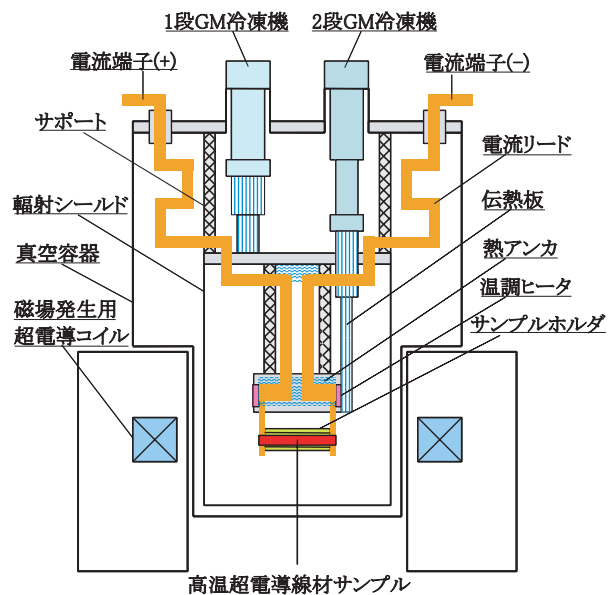 1段GM冷凍機
2段GM冷凍機
電流端子(+)
電流端子(-)
サポート
電流リード
輻射シールド
伝熱板
真空容器
熱アンカ
温調ヒータ
磁場発生用
超電導コイル
サンプルホルダ
高温超電導線材サンプル